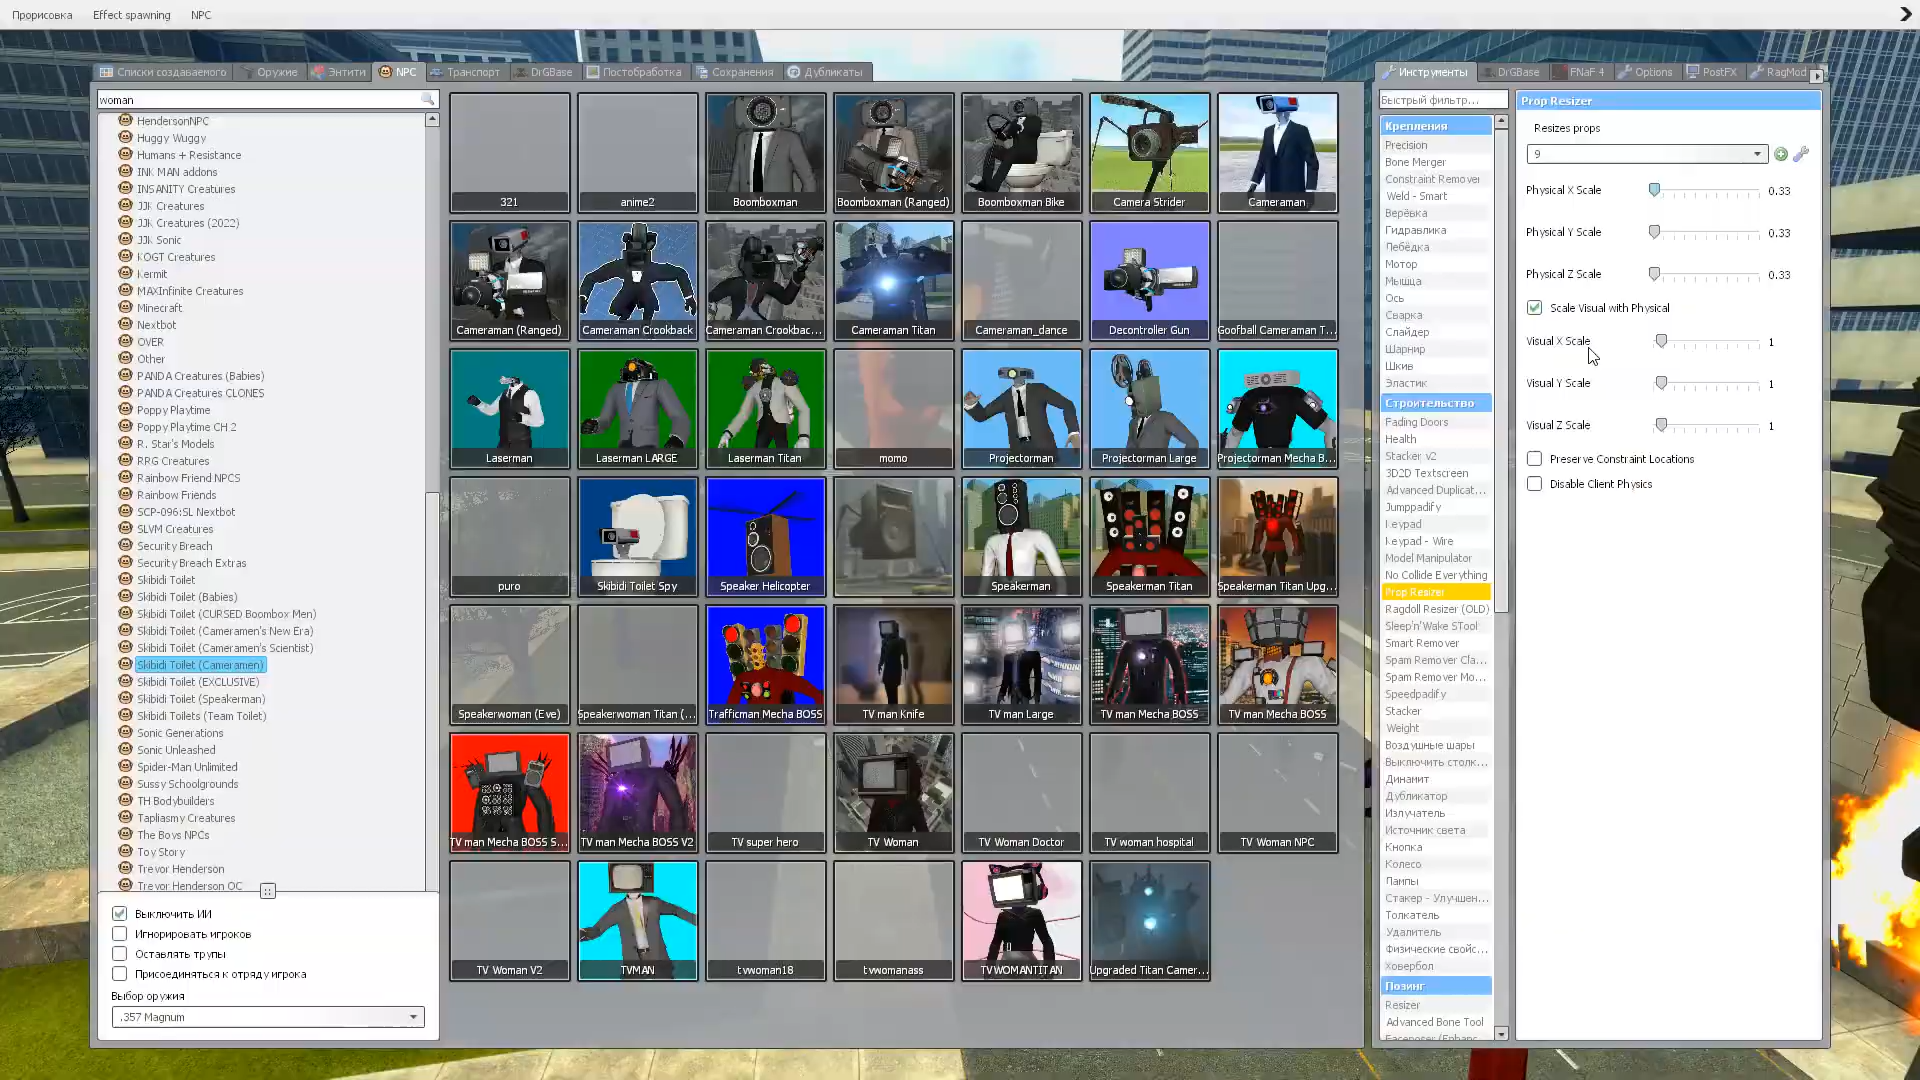 Прорисовка
Effect spawning
NPC
Списки создаваемого
Оружие
Энтити
NPC
Транспорт
DrGBase
Постобработка
Сохранения
Дубликаты
woman
HendersonNPC
Huggy Wuggy
Humans + Resistance
INK MAN addons
INSANITY Creatures
JJK Creatures
JJK Creatures (2022)
JJK Sonic
KOGT Creatures
Kermit
MAXInfinite Creatures
Minecraft
Nextbot
OVER
Other
PANDA Creatures (Babies)
PANDA Creatures CLONES
Poppy Playtime
Poppy Playtime CH 2
R. Star's Models
RRG Creatures
Rainbow Friend NPCS
Rainbow Friends
SCP-096:SL Nextbot
SLVM Creatures
Security Breach
Security Breach Extras
Skibidi Toilet
Skibidi Toilet (Babies)
Skibidi Toilet (CURSED Boombox Men)
Skibidi Toilet (Cameramen's New Era)
Skibidi Toilet (Cameramen's Scientist)
Skibidi Toilet (Cameramen)
Skibidi Toilet (EXCLUSIVE)
Skibidi Toilet (Speakerman)
Skibidi Toilets (Team Toilet)
Sonic Generations
Sonic Unleashed
Spider-Man Unlimited
Sussy Schoolgrounds
TH Bodybuilders
Tapliasmy Creatures
The Boys NPCs
Toy Story
Trevor Henderson
Trevor Henderson OC
Выключить ИИ
Игнорировать игроков
Оставлять трупы
Присоединяться к отряду игрока
Выбор оружия
.357 Magnum
321
anime2
Boomboxman
Boomboxman (Ranged)
Boomboxman Bike
Camera Strider
Cameraman
Cameraman (Ranged)
Cameraman Crookback
Cameraman Crookbac...
Cameraman Titan
Cameraman_dance
Decontroller Gun
Goofball Cameraman T...
Laserman
Laserman LARGE
Laserman Titan
momo
Projectorman
Projectorman Large
Projectorman Mecha B...
puro
Skibidi Toilet Spy
Speaker Helicopter
Speakerman
Speakerman Titan
Speakerman Titan Upg...
Speakerwoman (Eve)
Speakerwoman Titan (...
Trafficman Mecha BOSS
TV man Knife
TV man Large
TV man Mecha BOSS
TV man Mecha BOSS
TV man Mecha BOSS S...
TV man Mecha BOSS V2
TV super hero
TV Woman
TV Woman Doctor
TV woman hospital
TV Woman NPC
TV Woman V2
TVMAN
tvwoman18
tvwomanass
TVWOMANTITAN
Upgraded Titan Camer...
Инструменты
DrGBase
FNaF 4
Options
PostFX
RagMod
Быстрый фильтр...
Крепления
Precision
Bone Merger
Constraint Remover
Weld - Smart
Верёвка
Гидравлика
Лебёдка
Мотор
Мышца
Ось
Сварка
Слайдер
Шарнир
Шкив
Эластик
Строительство
Fading Doors
Health
Stacker v2
3D2D Textscreen
Advanced Duplicat...
Jumppadify
Keypad
Keypad - Wire
Model Manipulator
No Collide Everything
Prop Resizer
Ragdoll Resizer (OLD)
Sleep'n'Wake STool
Smart Remover
Spam Remover Cla...
Spam Remover Mo...
Speedpadify
Stacker
Weight
Воздушные шары
Выключить столк...
Динамит
Дубликатор
Излучатель
Источник света
Кнопка
Колесо
Лампы
Стакер - Улучшен...
Толкатель
Удалитель
Физические свойс...
Ховербол
Позинг
Resizer
Advanced Bone Tool
Faceposer (Enhanc...
Prop Resizer
Resizes props
9
Physical X Scale 0.33
Physical Y Scale 0.33
Physical Z Scale 0.33
Scale Visual with Physical
Visual X Scale 1
Visual Y Scale 1
Visual Z Scale 1
Preserve Constraint Locations
Disable Client Physics